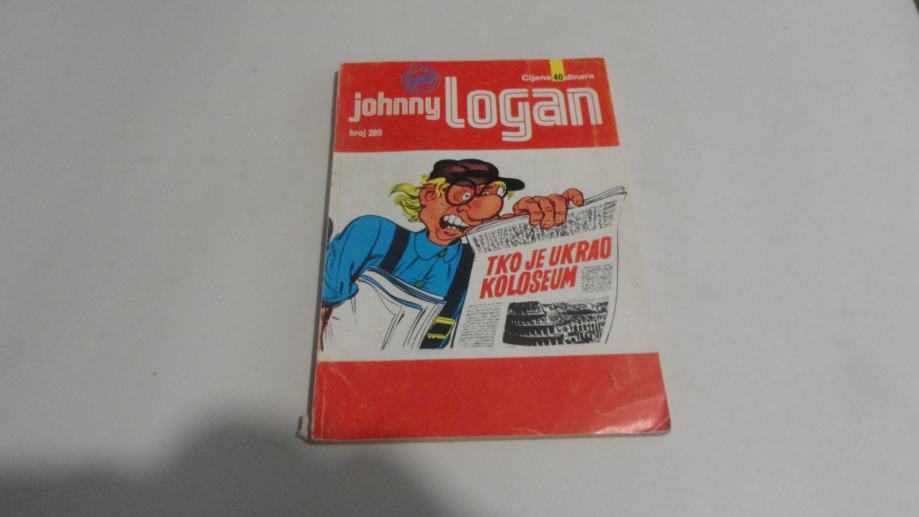 Cijena 40 dinara
johnny logan
broj 289
TKO JE UKRAO
KOLOSEUM